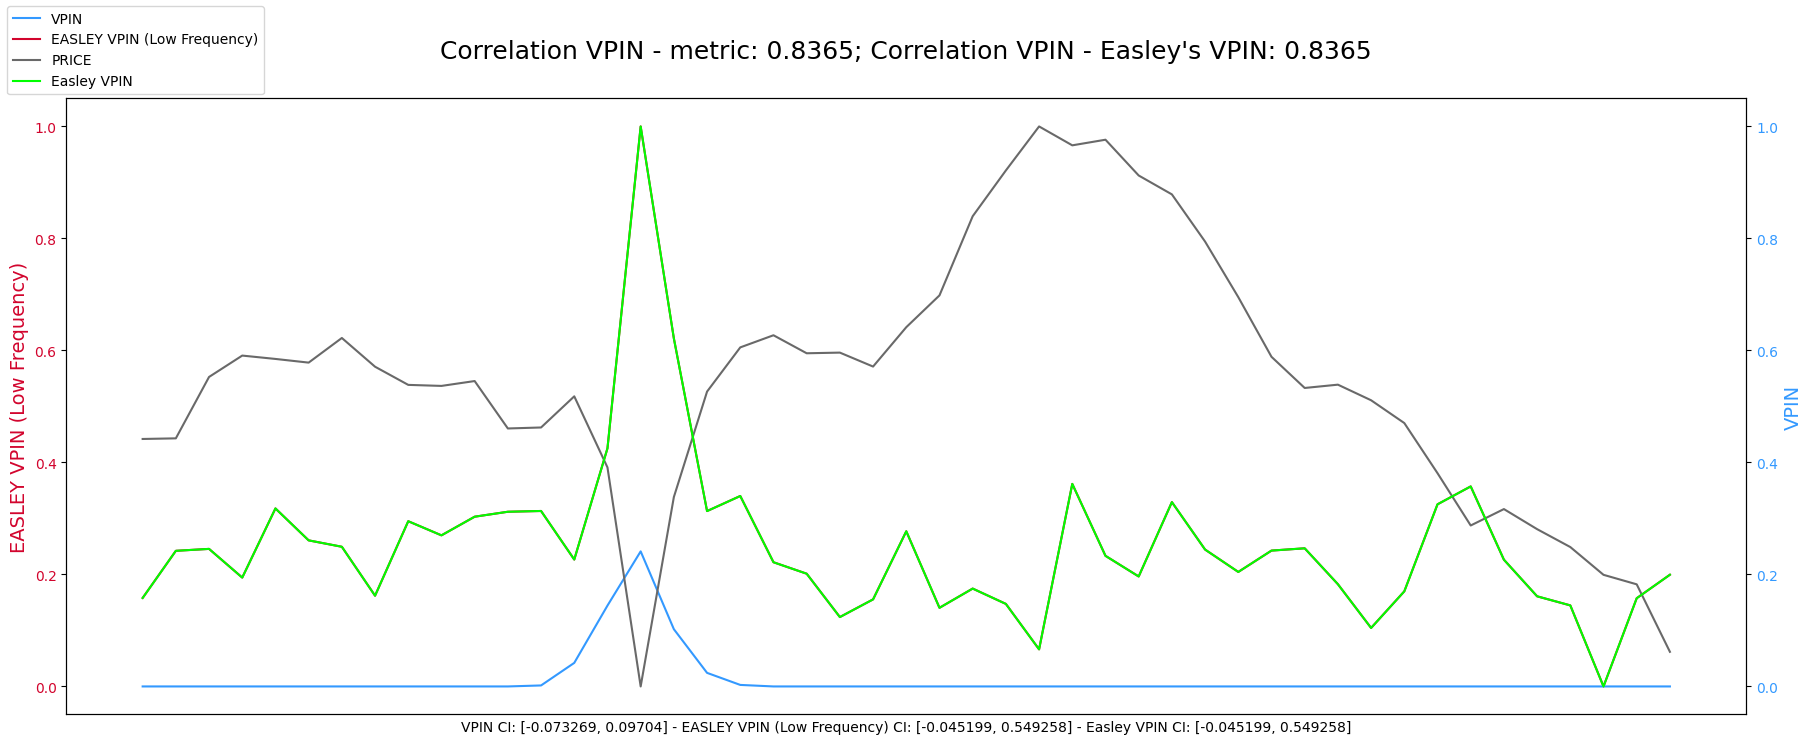 VPIN
EASLEY VPIN (Low Frequency)
PRICE
Easley VPIN
Correlation VPIN - metric: 0.8365; Correlation VPIN - Easley's VPIN: 0.8365
EASLEY VPIN (Low Frequency)
1.0
0.8
0.6
0.4
0.2
0.0
1.0
0.8
0.6
0.4
0.2
0.0
VPIN
VPIN CI: [-0.073269, 0.09704] - EASLEY VPIN (Low Frequency) CI: [-0.045199, 0.549258] - Easley VPIN CI: [-0.045199, 0.549258]